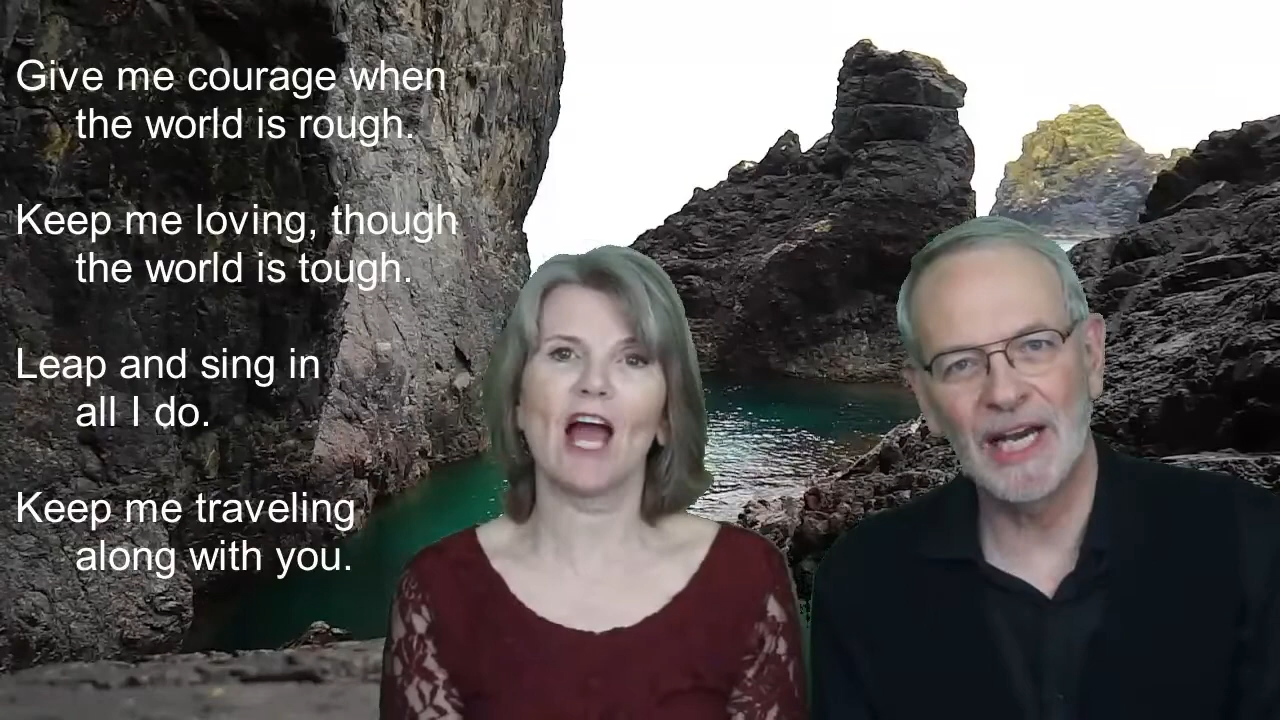 Give me courage when
the world is rough.
Keep me loving, though
the world is tough.
Leap and sing in
all I do.
Keep me traveling
along with you.